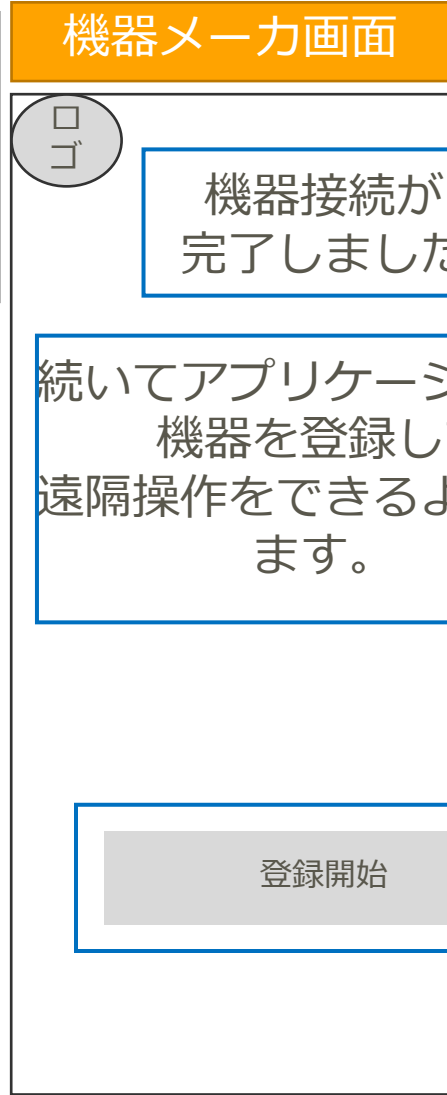 機器メーカ画面
ロ
ゴ
機器接続が
完了しました
続いてアプリケーシ
機器を登録し
遠隔操作をできるよ
ます。
登録開始